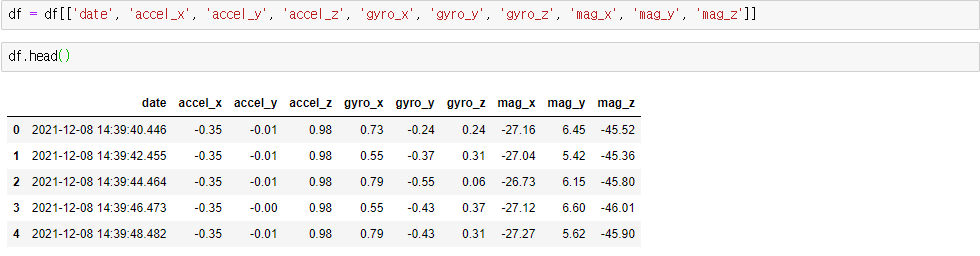 df = df[['date', 'accel_x', 'accel_y', 'accel_z', 'gyro_x', 'gyro_y', 'gyro_z', 'mag_x', 'mag_y', 'mag_z']]
df.head()
date accel_x accel_y accel_z gyro_x gyro_y gyro_z mag_x mag_y mag_z
0 2021-12-08 14:39:40.446 -0.35 -0.01 0.98 0.73 -0.24 0.24 -27.16 6.45 -45.52
1 2021-12-08 14:39:42.455 -0.35 -0.01 0.98 0.55 -0.37 0.31 -27.04 5.42 -45.36
2 2021-12-08 14:39:44.464 -0.35 -0.01 0.98 0.79 -0.55 0.06 -26.73 6.15 -45.80
3 2021-12-08 14:39:46.473 -0.35 -0.00 0.98 0.55 -0.43 0.37 -27.12 6.60 -46.01
4 2021-12-08 14:39:48.482 -0.35 -0.01 0.98 0.79 -0.43 0.31 -27.27 5.62 -45.90